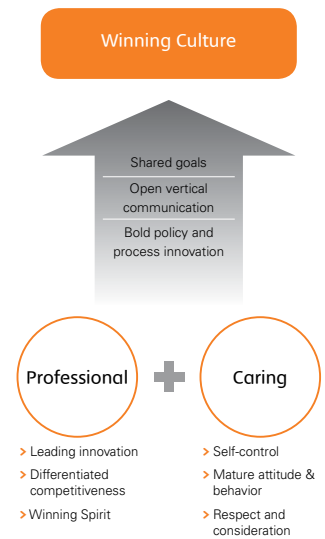 Winning Culture
Shared goals
Open vertical
communication
Bold policy and
process innovation
Professional
Caring
> Leading innovation
> Differentiated
competitiveness
> Winning Spirit
> Self-control
> Mature attitude &
behavior
> Respect and
consideration